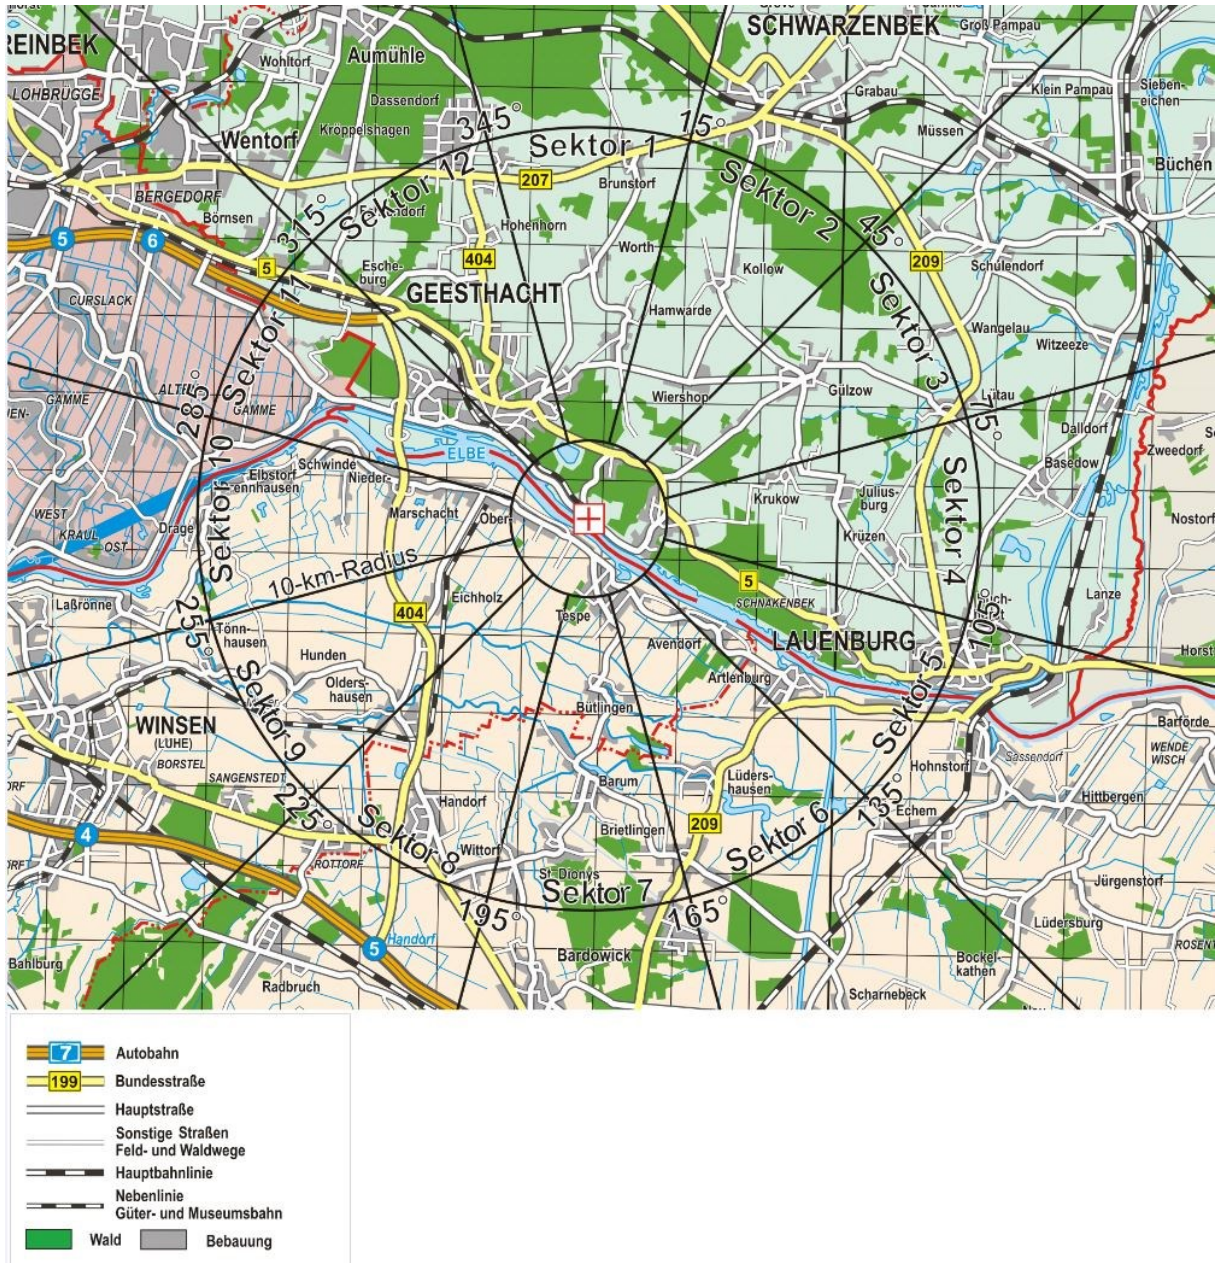 SCHWARZENBEK
Groß Pampau
REINBEK
Wohltorf
Aumühle
LOHBRÜGGE
Grabau
Klein Pampau
Sieben-
eichen
Dassendorf
345°
15°
Kröppelshagen
Wentorf
Sektor 1
Müssen
Büchen
Sektor 12
207
Brunstorf
Sektor 2
BERGEDORF
Börnsen
315°
Hohenhorn
45°
5
6
5
Worth
404
209
Schülendorf
Esche-
burg
Kollow
CURSLACK
Sektor 11
GEESTHACHT
Hamwarde
Sektor 3
Wangelau
Witzeeze
ALTEN-
GAMME
GAMME
285°
Wiershop
Gülzow
75°
Lütau
Dalldorf
Zweedorf
Sektor 10
ELBE
Schwinde
Elbstorf
Nieder-
ennhausen
Marschacht
Ober-
Krukow
Julius-
burg
Basedow
Sektor 4
WEST
KRAUL
OST
Drage
Krüzen
Nostorf
10-km-Radius
5
SCHNAKENBEK
Laßrönne
255°
Eichholz
404
Tespe
Lanze
105°
Tönn-
hausen
Hunden
Avendorf
LAUENBURG
Horst
Olders-
hausen
Artlenburg
Sektor 5
Sektor 9
WINSEN
(LUHE)
Bütlingen
Barförde
BORSTEL
Sassendorf
WENDE
WISCH
Hohnstorf
SANGENSTEDT
225°
Barum
Lüders-
hausen
135°
Hittbergen
Handorf
Echem
4
Sektor 8
Brietlingen
209
Sektor 6
Wittorf
ROTTORF
St. Dionys
Sektor 7
Jürgenstorf
195°
165°
Lüdersburg
5
Handorf
Bardowick
ROSENT
Bahlburg
Bockel-
kathen
Radbruch
Scharnebeck
7
Autobahn
199
Bundesstraße
Hauptstraße
Sonstige Straßen
Feld- und Waldwege
Hauptbahnlinie
Nebenlinie
Güter- und Museumsbahn
Wald
Bebauung